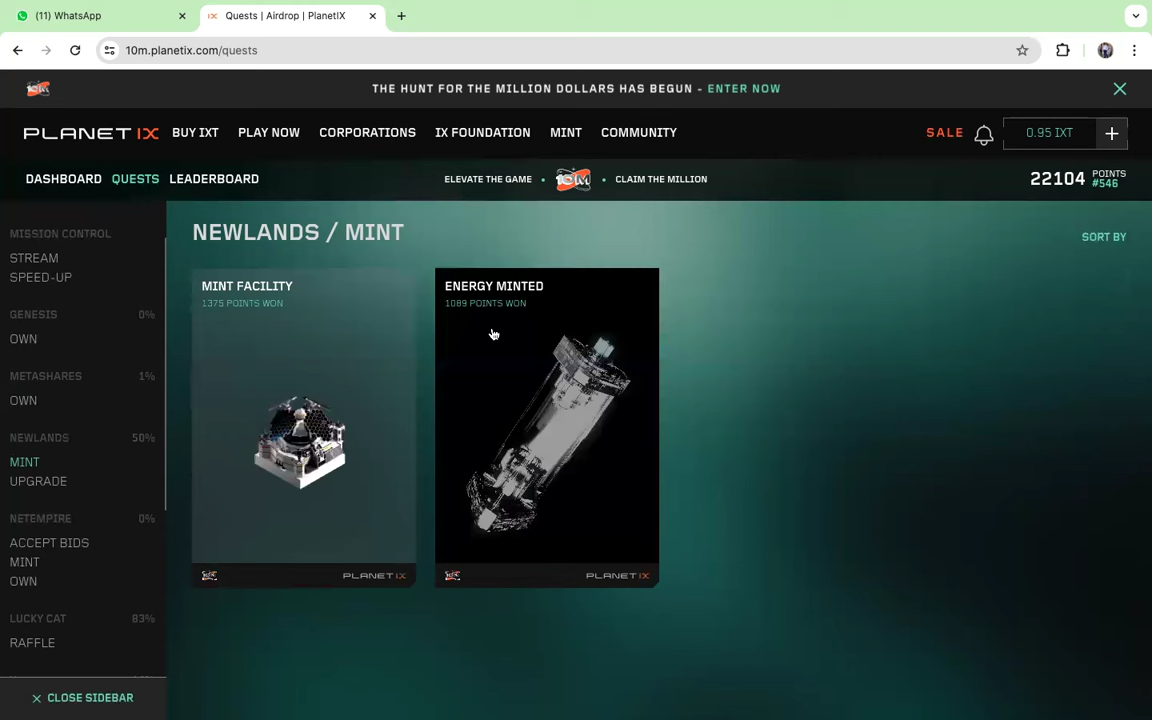 (11) WhatsApp
Quests | Airdrop | PlanetIX
10m.planetix.com/quests
THE HUNT FOR THE MILLION DOLLARS HAS BEGUN - ENTER NOW
PLANET IX
BUY IXT
PLAY NOW
CORPORATIONS
IX FOUNDATION
MINT
COMMUNITY
SALE
0.95 IXT
DASHBOARD
QUESTS
LEADERBOARD
ELEVATE THE GAME
10M
CLAIM THE MILLION
22104 POINTS
#546
MISSION CONTROL
STREAM
SPEED-UP
GENESIS 0%
OWN
METASHARES 1%
OWN
NEWLANDS 50%
MINT
UPGRADE
NETEMPIRE 0%
ACCEPT BIDS
MINT
OWN
LUCKY CAT 83%
RAFFLE
CLOSE SIDEBAR
NEWLANDS / MINT
SORT BY
MINT FACILITY
1375 POINTS WON
PLANET IX
ENERGY MINTED
1089 POINTS WON
PLANET IX